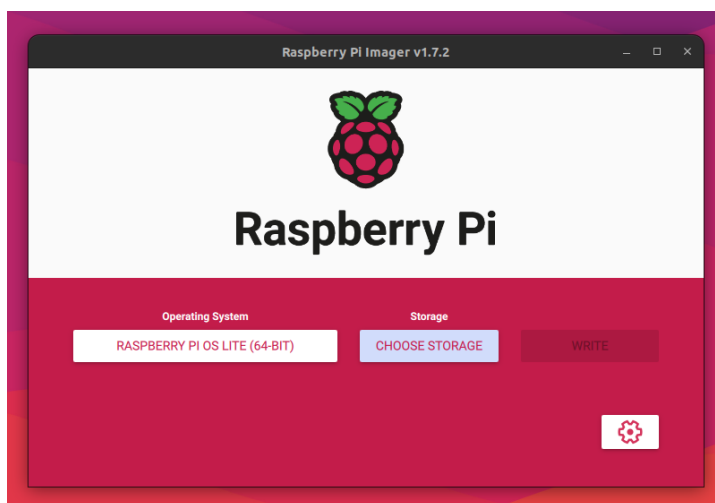 Raspberry Pi Imager v1.7.2
Raspberry Pi
Operating System
Storage
RASPBERRY PI OS LITE (64-BIT)
CHOOSE STORAGE
WRITE